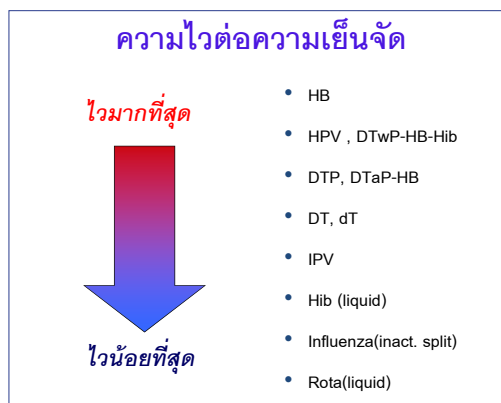 ความไวต่อความเย็นจัด
ไวมากที่สุด
• HB
• HPV , DTwP-HB-Hib
• DTP, DTaP-HB
• DT, dT
• IPV
• Hib (liquid)
• Influenza(inact. split)
• Rota(liquid)
ไวน้อยที่สุด